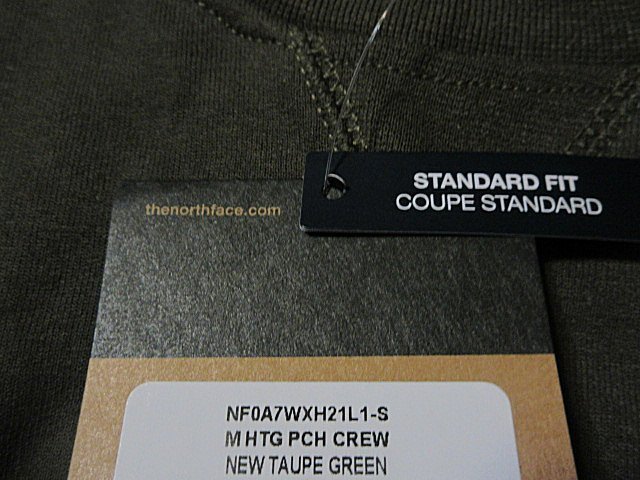 STANDARD FIT
COUPE STANDARD
thenorthface.com
NF0A7WXH21L1-S
M HTG PCH CREW
NEW TAUPE GREEN